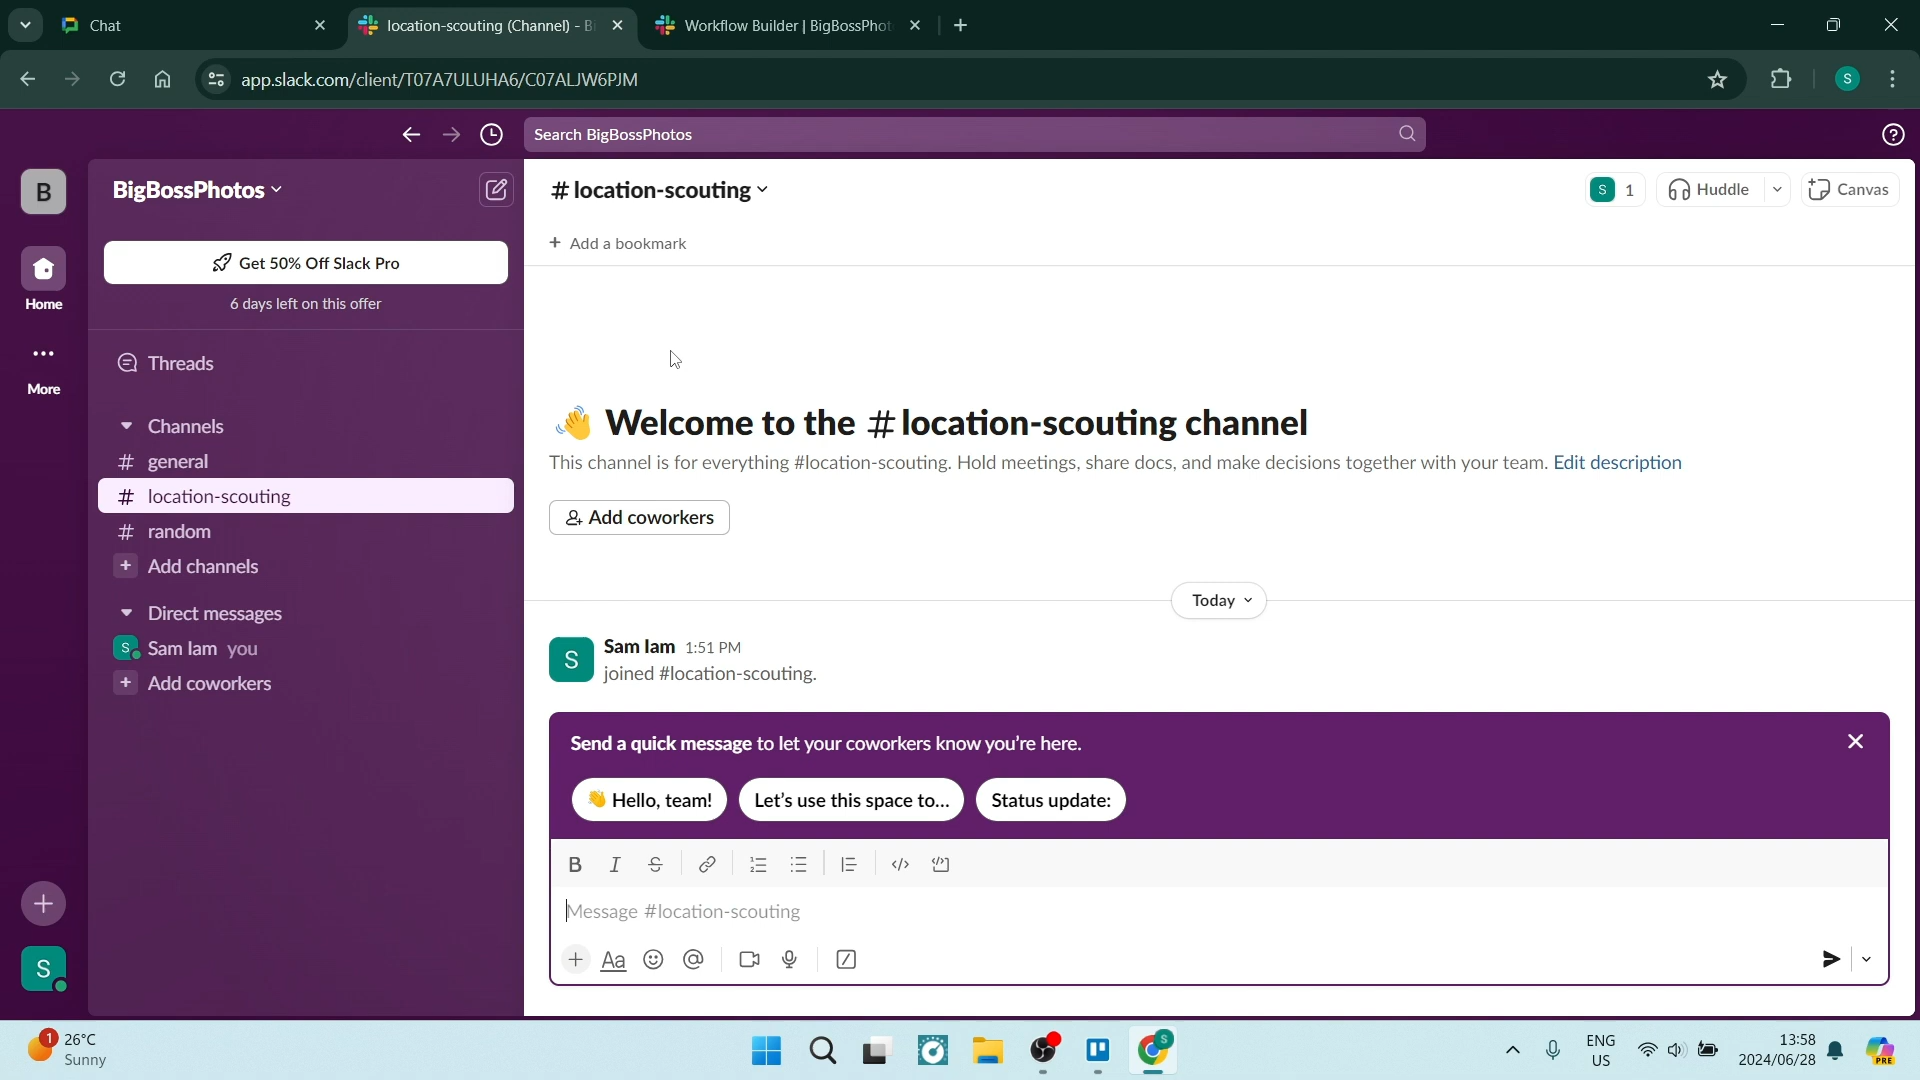 Chat
location-scouting (Channel) - B
Workflow Builder | BigBossPhot
app.slack.com/client/T07A7ULUHA6/C07ALJW6PJM
S
Search BigBossPhotos
B
BigBossPhotos
# location-scouting
S 1
Huddle
Canvas
Get 50% Off Slack Pro
6 days left on this offer
+ Add a bookmark
Home
More
Threads
Channels
# general
# location-scouting
# random
+ Add channels
Direct messages
S Sam Iam you
+ Add coworkers
👋 Welcome to the # location-scouting channel
This channel is for everything #location-scouting. Hold meetings, share docs, and make decisions together with your team. Edit description
Add coworkers
Today
S
Sam Iam 1:51 PM
joined #location-scouting.
Send a quick message to let your coworkers know you're here.
👋 Hello, team!
Let's use this space to...
Status update:
B I S
Message #location-scouting
+ Aa
S
1
26°C
Sunny
S
ENG
US
13:58
2024/06/28
PRE